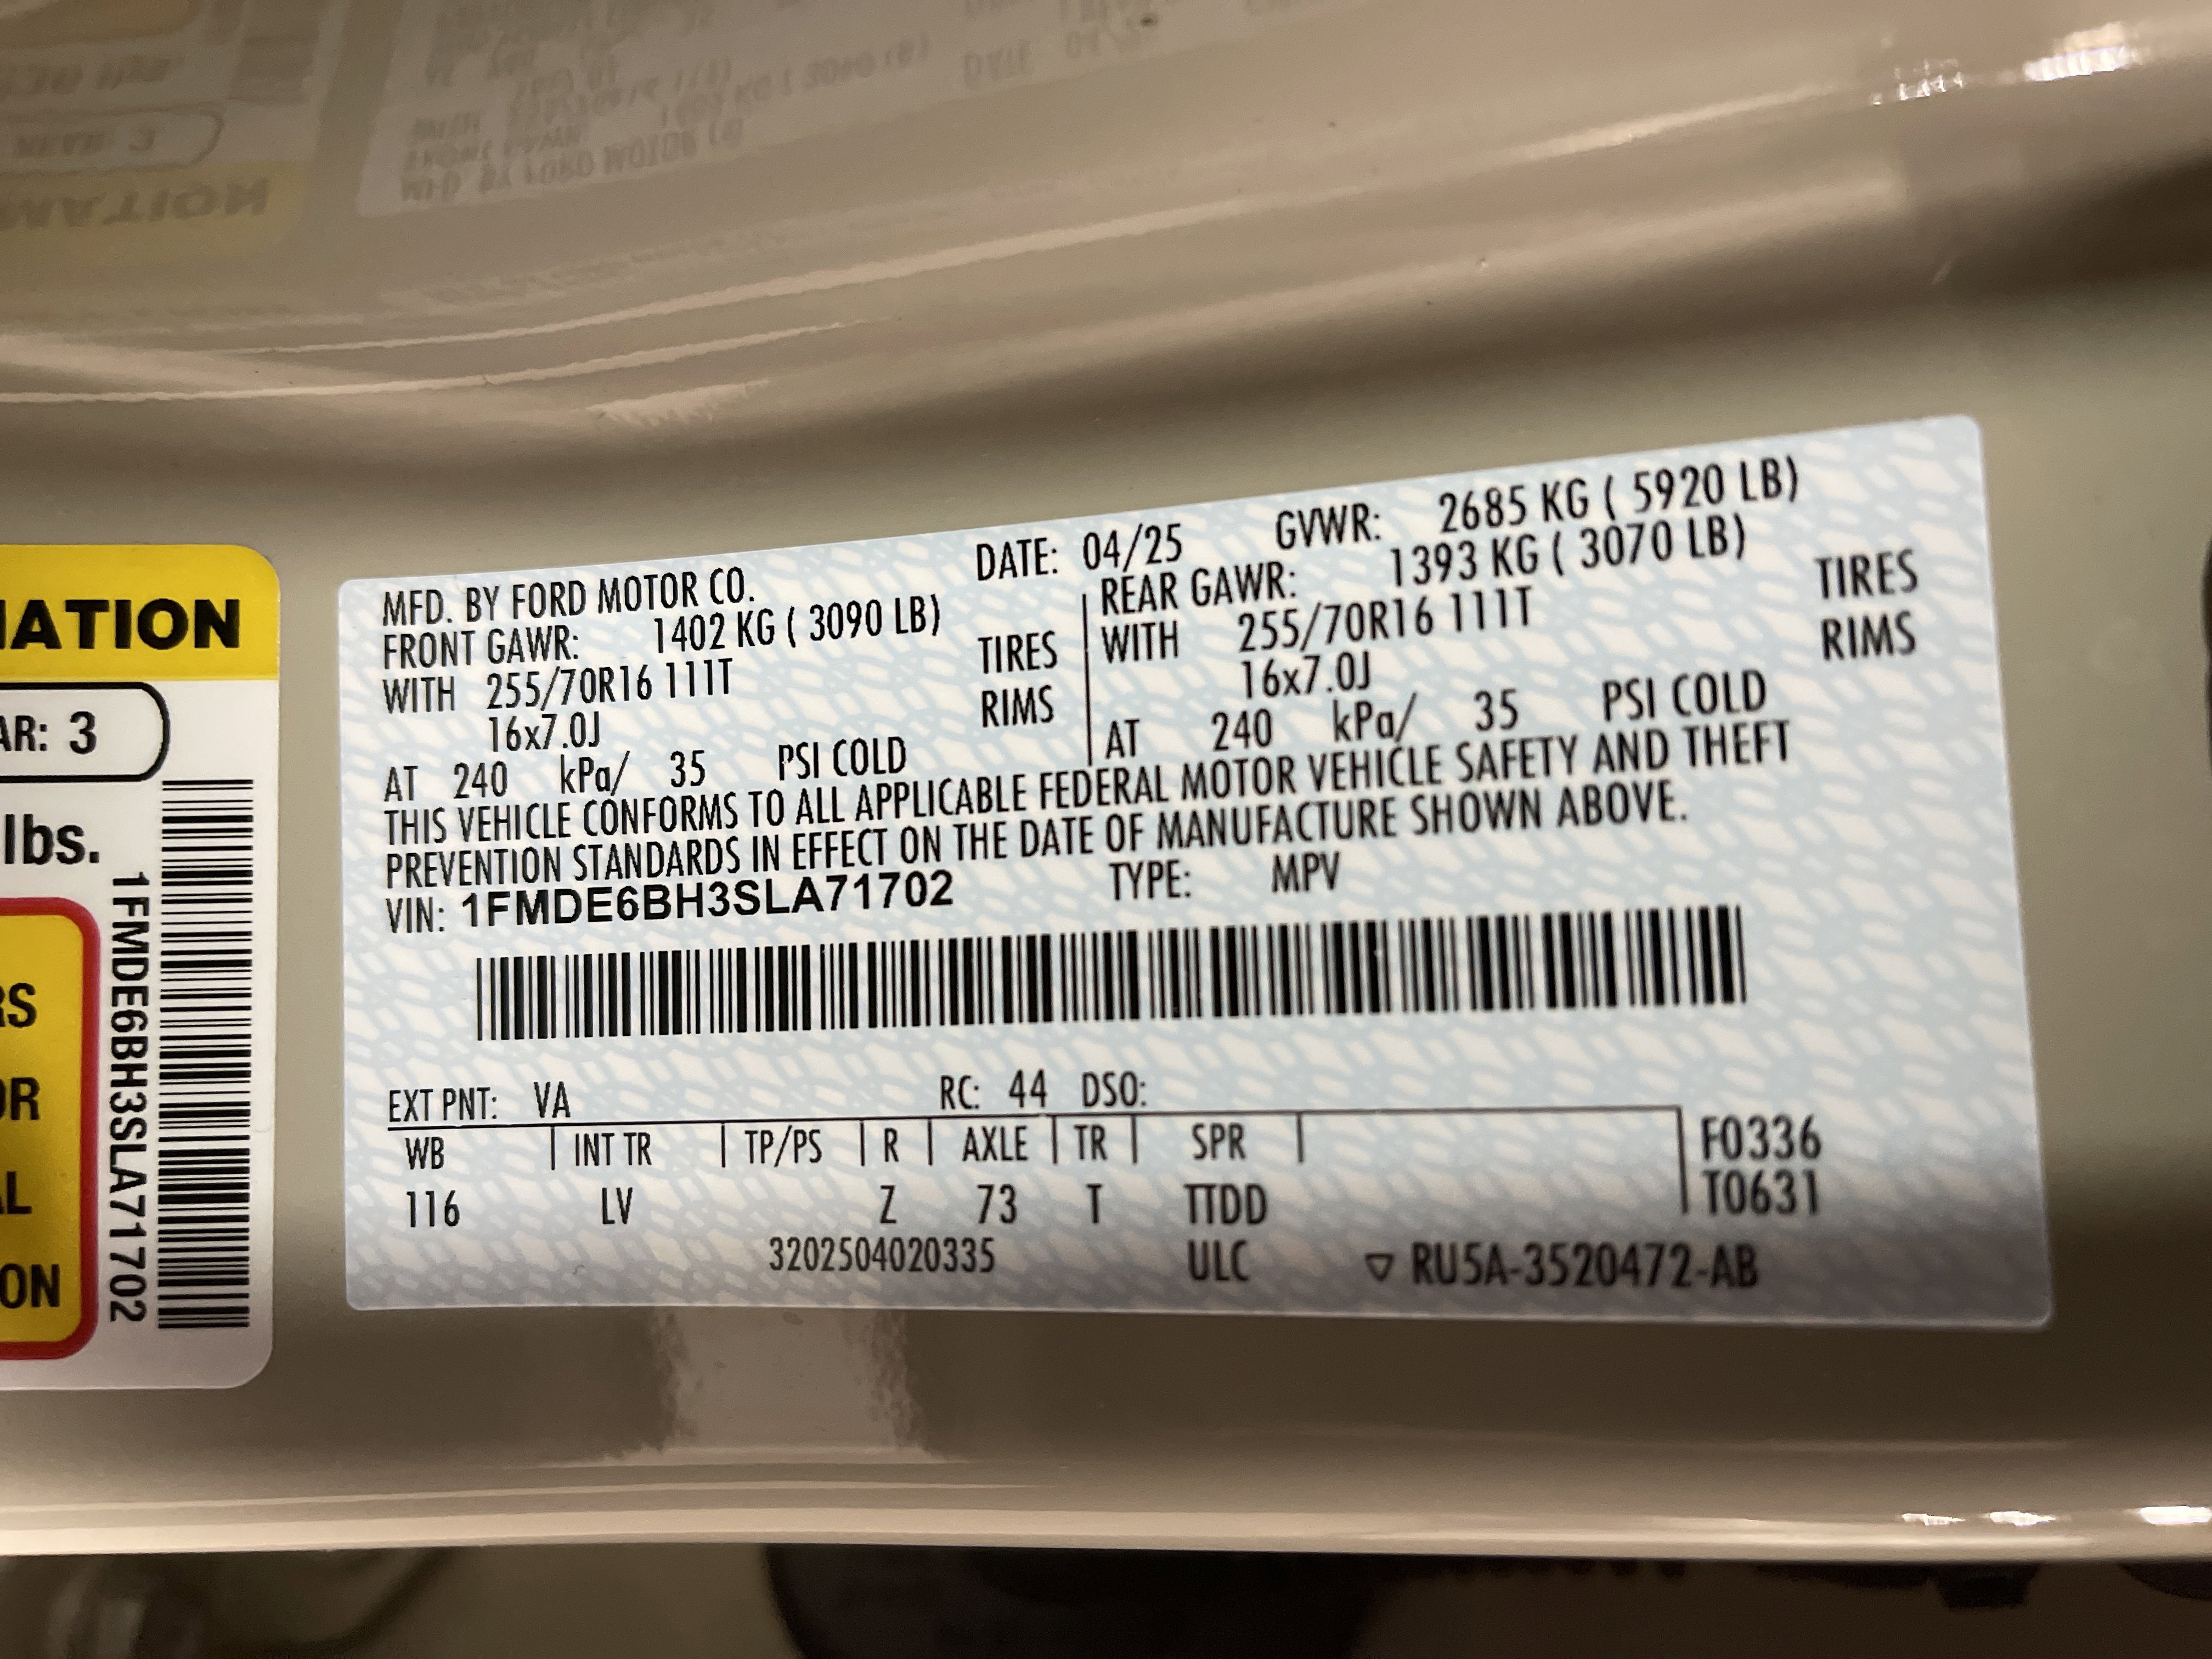 MFD. BY FORD MOTOR CO. DATE: 04/25 GVWR: 2685 KG ( 5920 LB)
FRONT GAWR: 1402 KG ( 3090 LB)
WITH 255/70R16 111T TIRES
16x7.0J RIMS
AT 240 kPa/ 35 PSI COLD
REAR GAWR: 1393 KG ( 3070 LB)
WITH 255/70R16 111T TIRES
16x7.0J RIMS
AT 240 kPa/ 35 PSI COLD
THIS VEHICLE CONFORMS TO ALL APPLICABLE FEDERAL MOTOR VEHICLE SAFETY AND THEFT
PREVENTION STANDARDS IN EFFECT ON THE DATE OF MANUFACTURE SHOWN ABOVE.
VIN: 1FMDE6BH3SLA71702 TYPE: MPV
EXT PNT: VA RC: 44 DSO:
WB | INT TR | TP/PS | R | AXLE | TR | SPR | F0336
116 LV Z 73 T TTDD T0631
3202504020335 ULC ▽ RU5A-3520472-AB
IATION
AR: 3
lbs.
RS
OR
AL
ON
1FMDE6BH3SLA71702